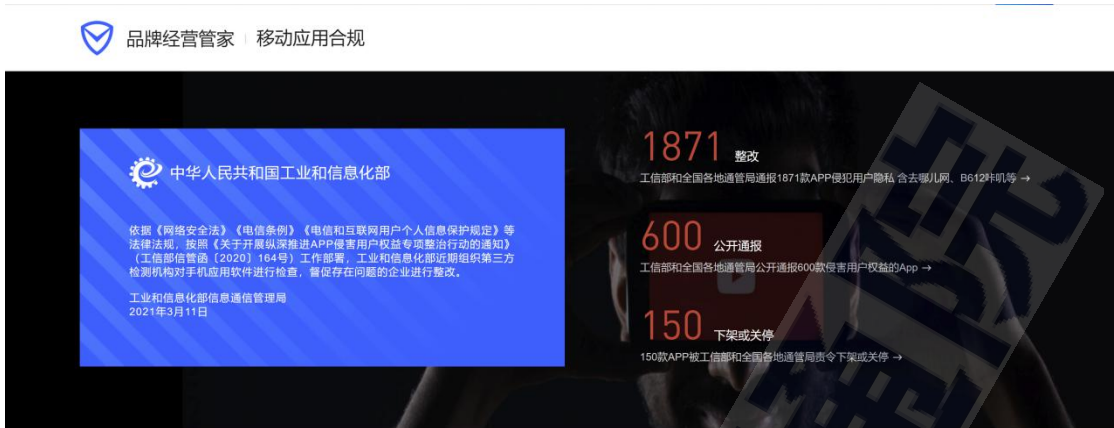 品牌经营管家
移动应用合规
中华人民共和国工业和信息化部
依据《网络安全法》《电信条例》《电信和互联网用户个人信息保护规定》等
法律法规，按照《关于开展纵深推进APP侵害用户权益专项整治行动的通知》
（工信部信管函〔2020〕164号）工作部署，工业和信息化部近期组织第三方
检测机构对手机应用软件进行检查，督促存在问题的企业进行整改。
工业和信息化部信息通信管理局
2021年3月11日
1871 整改
工信部和全国各地通管局通报1871款APP侵犯用户隐私 含去哪儿网、B612咔叽等 →
600 公开通报
工信部和全国各地通管局公开通报600款侵害用户权益的App →
150 下架或关停
150款APP被工信部和全国各地通管局责令下架或关停 →